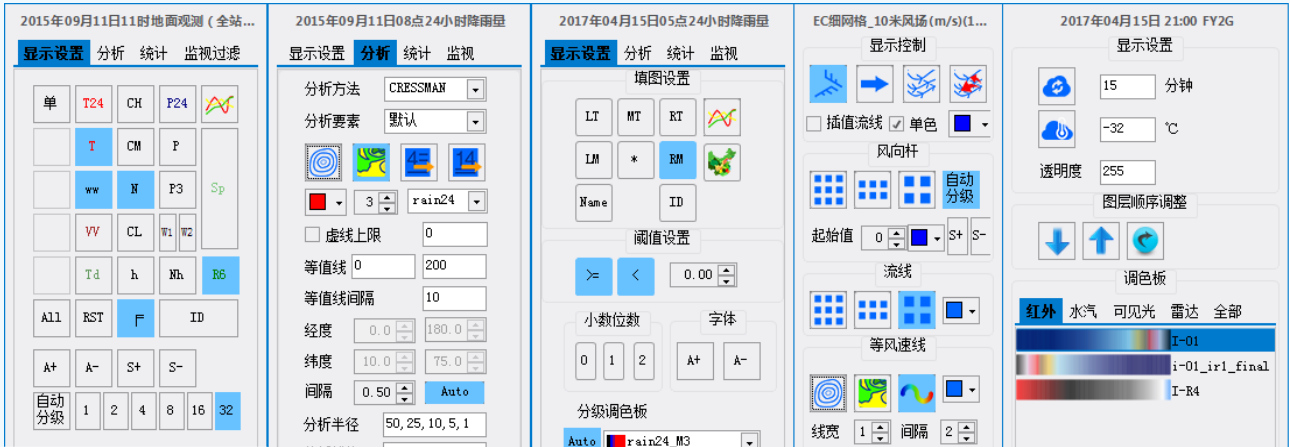 2015年09月11日11时地面观测（全站...
显示设置 分析 统计 监视过滤
单 T24 CH P24
T CM P
ww N P3 Sp
VV CL W1 W2
Td h Nh R6
All RST ID
A+ A- S+ S-
自动分级 1 2 4 8 16 32
2015年09月11日08点24小时降雨量
显示设置 分析 统计 监视
分析方法 CRESSMAN
分析要素 默认
4= 14
3 rain24
虚线上限 0
等值线 0 200
等值线间隔 10
经度 0.0 180.0
纬度 10.0 75.0
间隔 0.50 Auto
分析半径 50,25,10,5,1
2017年04月15日05点24小时降雨量
显示设置 分析 统计 监视
填图设置
LT MT RT
LM * RM
Name ID
阈值设置
>= < 0.00
小数位数 字体
0 1 2 A+ A-
分级调色板
Auto rain24_M3
EC细网格_10米风场(m/s)(1...
显示控制
插值流线 单色
风向杆
自动分级
起始值 0 S+ S-
流线
等风速线
线宽 1 间隔 2
2017年04月15日 21:00 FY2G
显示设置
15 分钟
-32 ℃
透明度 255
图层顺序调整
调色板
红外 水汽 可见光 雷达 全部
I-01
i-01_ir1_final
I-R4